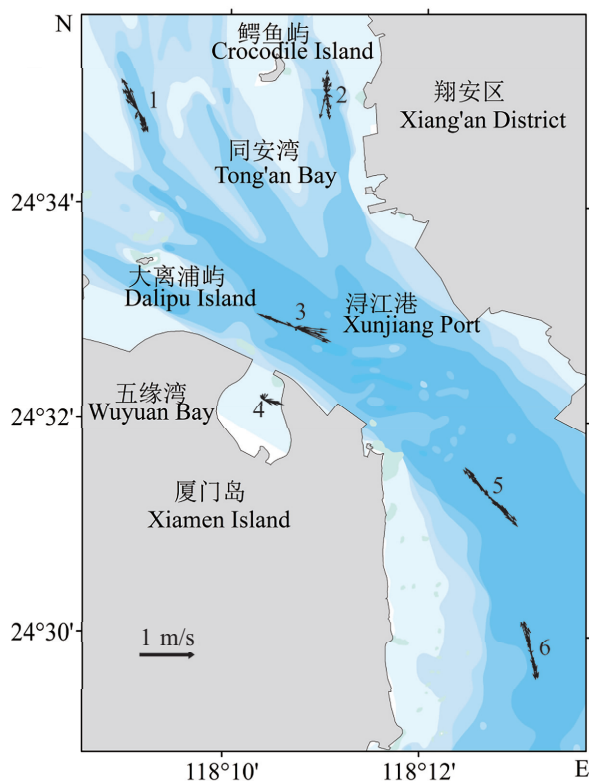 N
鳄鱼屿
Crocodile Island
1
2
翔安区
Xiang'an District
同安湾
Tong'an Bay
24°34'
大离浦屿
Dalipu Island
3
浔江港
Xunjiang Port
五缘湾
Wuyuan Bay
4
24°32'
厦门岛
Xiamen Island
5
24°30'
1 m/s
6
118°10'
118°12'
E